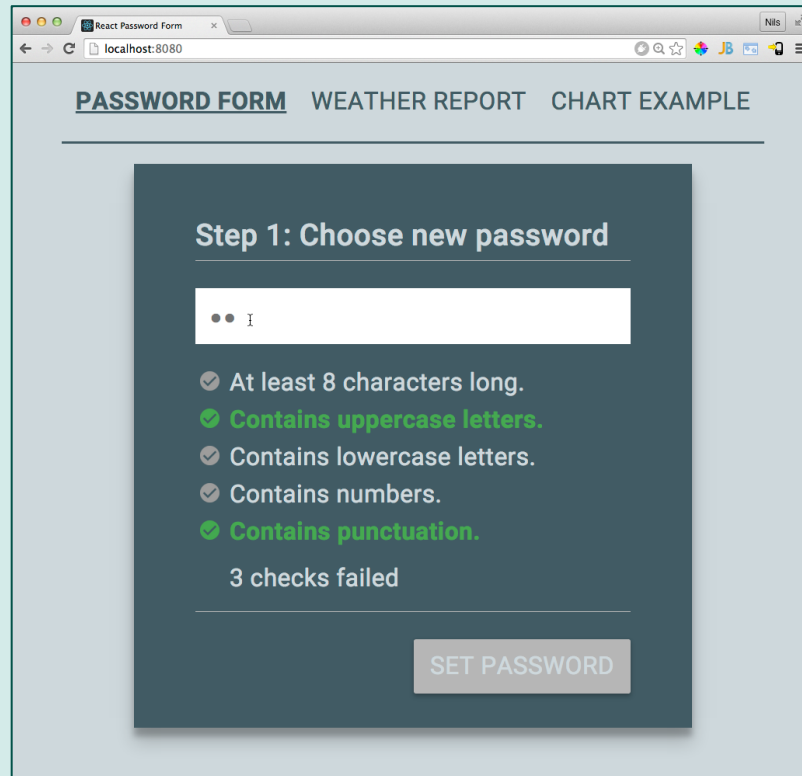 React Password Form
Nils
localhost:8080
JB
PASSWORD FORM WEATHER REPORT CHART EXAMPLE
Step 1: Choose new password
At least 8 characters long.
Contains uppercase letters.
Contains lowercase letters.
Contains numbers.
Contains punctuation.
3 checks failed
SET PASSWORD